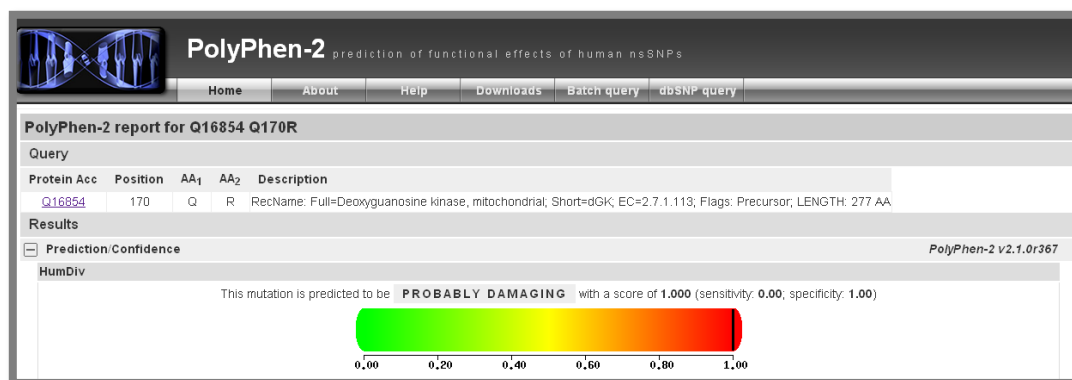 PolyPhen-2 prediction of functional effects of human nsSNPs
Home About Help Downloads Batch query dbSNP query
PolyPhen-2 report for Q16854 Q170R
Query
Protein Acc Position AA1 AA2 Description
Q16854 170 Q R RecName: Full=Deoxyguanosine kinase, mitochondrial; Short=dGK; EC=2.7.1.113; Flags: Precursor; LENGTH: 277 AA
Results
Prediction/Confidence PolyPhen-2 v2.1.0r367
HumDiv
This mutation is predicted to be PROBABLY DAMAGING with a score of 1.000 (sensitivity: 0.00; specificity: 1.00)
0.00 0.20 0.40 0.60 0.80 1.00